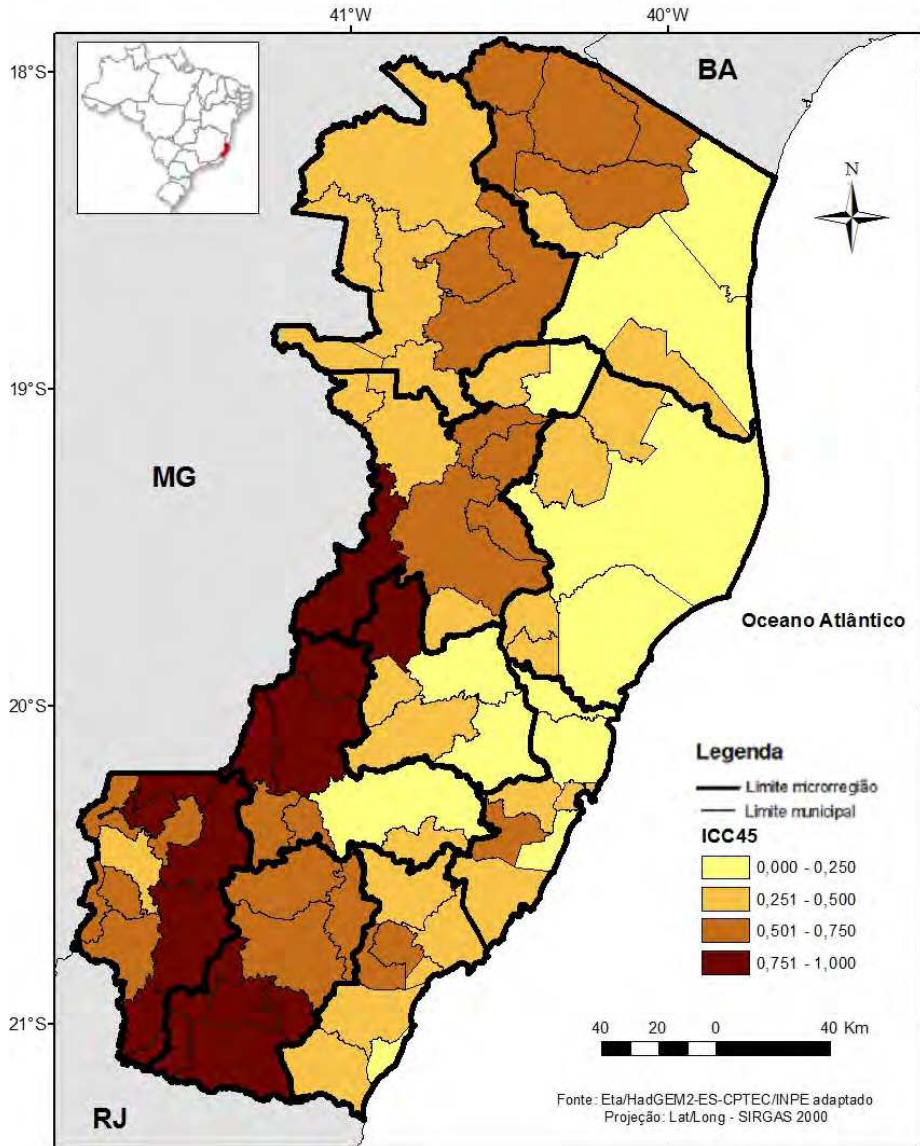 41°W
40°W
18°S
BA
N
19°S
MG
Oceano Atlântico
20°S
Legenda
Limite microrregião
Limite municipal
ICC45
0,000 - 0,250
0,251 - 0,500
0,501 - 0,750
0,751 - 1,000
21°S
40 20 0 40 Km
Fonte: Eta/HadGEM2-ES-CPTEC/INPE adaptado
Projeção: Lat/Long - SIRGAS 2000
RJ